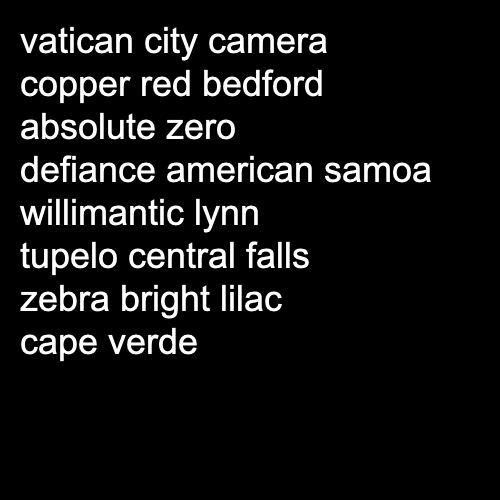 vatican city camera
copper red bedford
absolute zero
defiance american samoa
willimantic lynn
tupelo central falls
zebra bright lilac
cape verde